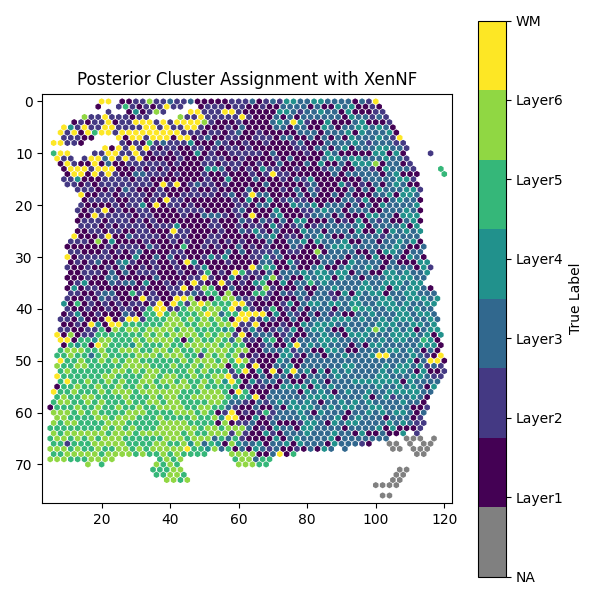 Posterior Cluster Assignment with XenNF
0
10
20
30
40
50
60
70
20
40
60
80
100
120
WM
Layer6
Layer5
Layer4
Layer3
Layer2
Layer1
NA
True Label